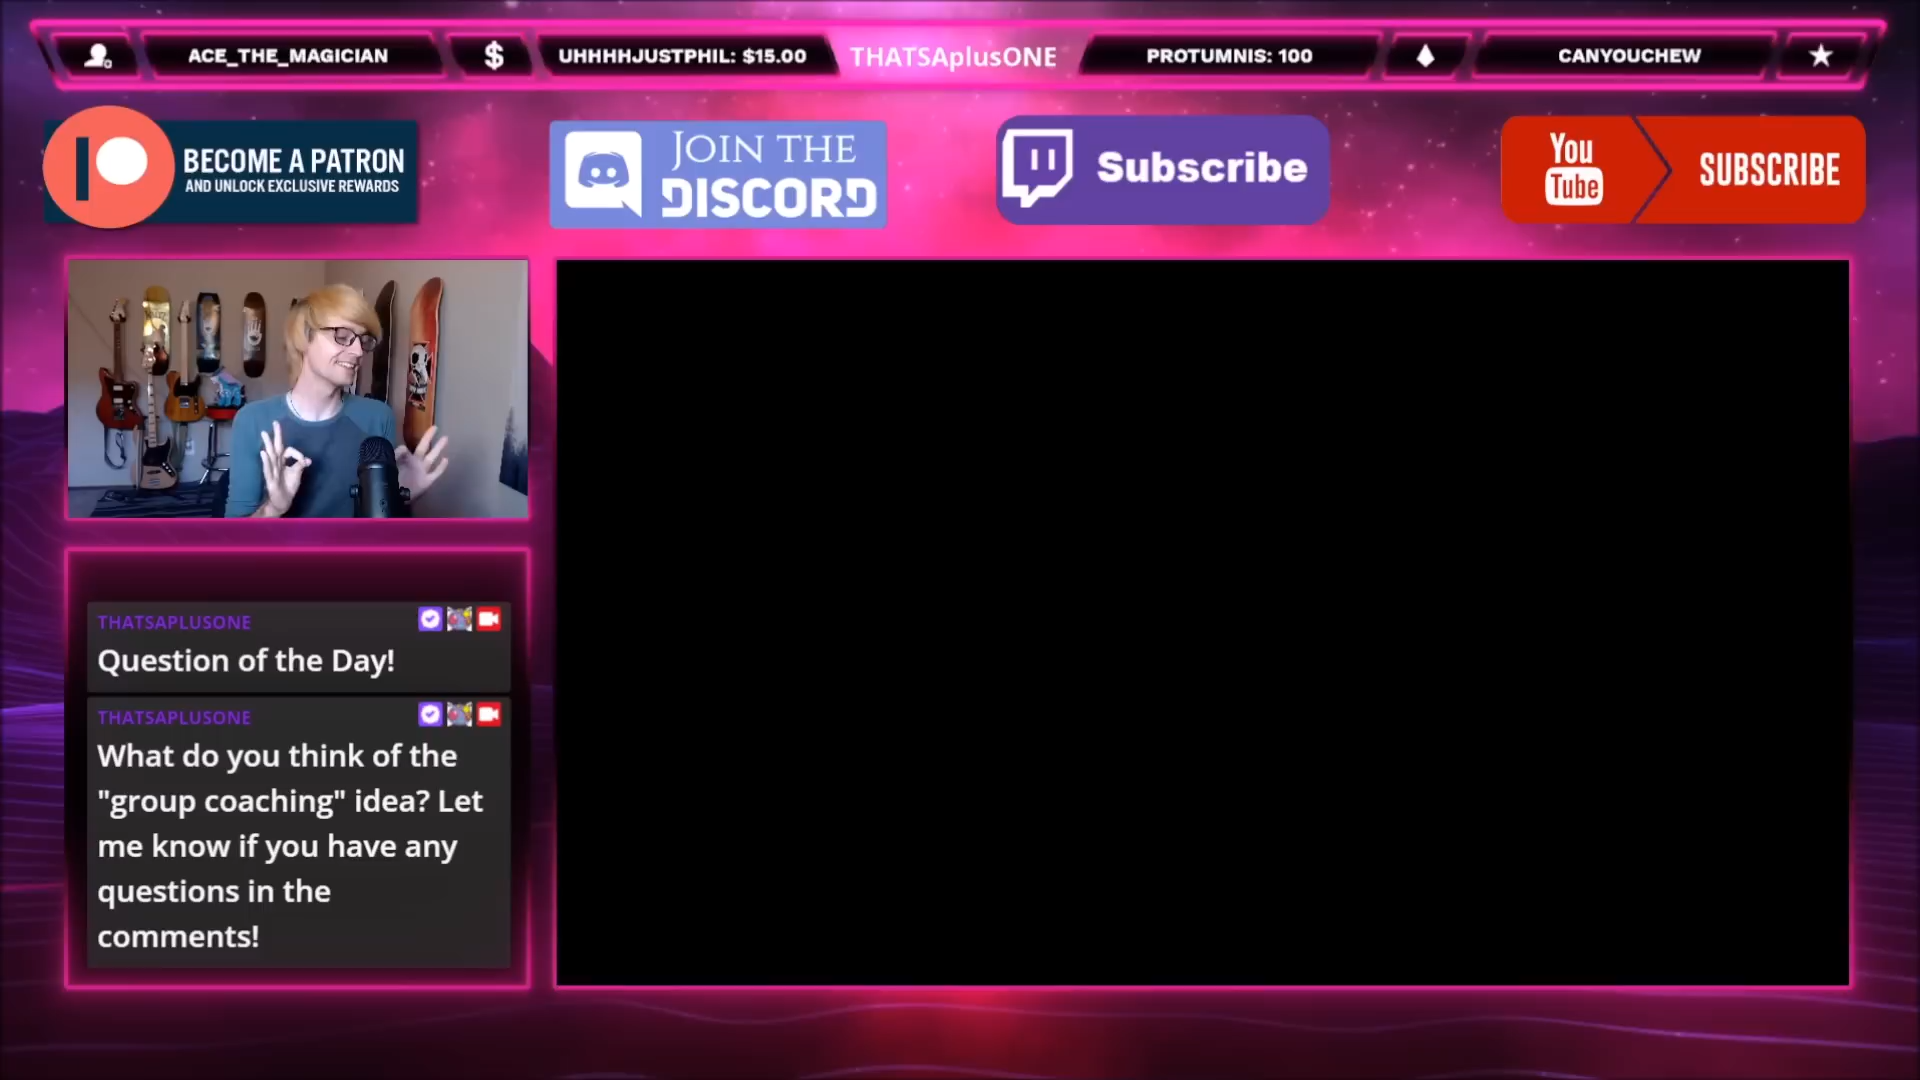 ACE_THE_MAGICIAN
$
UHHHHJUSTPHIL: $15.00
THATSAplusONE
PROTUMNIS: 100
CANYOUCHEW
BECOME A PATRON
AND UNLOCK EXCLUSIVE REWARDS
JOIN THE
DISCORD
Subscribe
You
Tube
SUBSCRIBE
THATSAPLUSONE
Question of the Day!
THATSAPLUSONE
What do you think of the
"group coaching" idea? Let
me know if you have any
questions in the
comments!